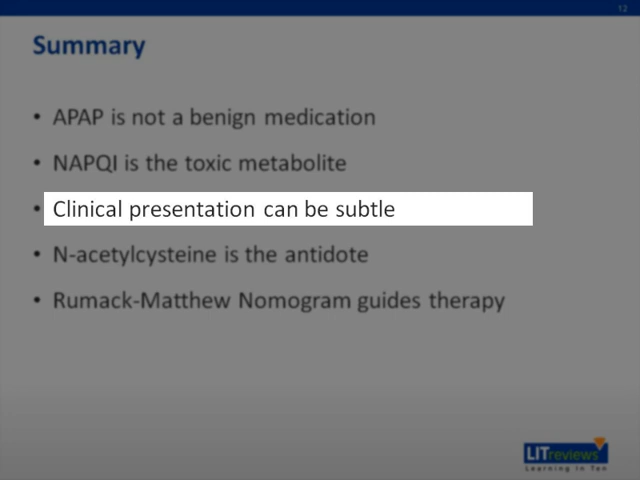 12
Summary
• APAP is not a benign medication
• NAPQI is the toxic metabolite
• Clinical presentation can be subtle
• N-acetylcysteine is the antidote
• Rumack-Matthew Nomogram guides therapy
LITreviews
Learning In Ten